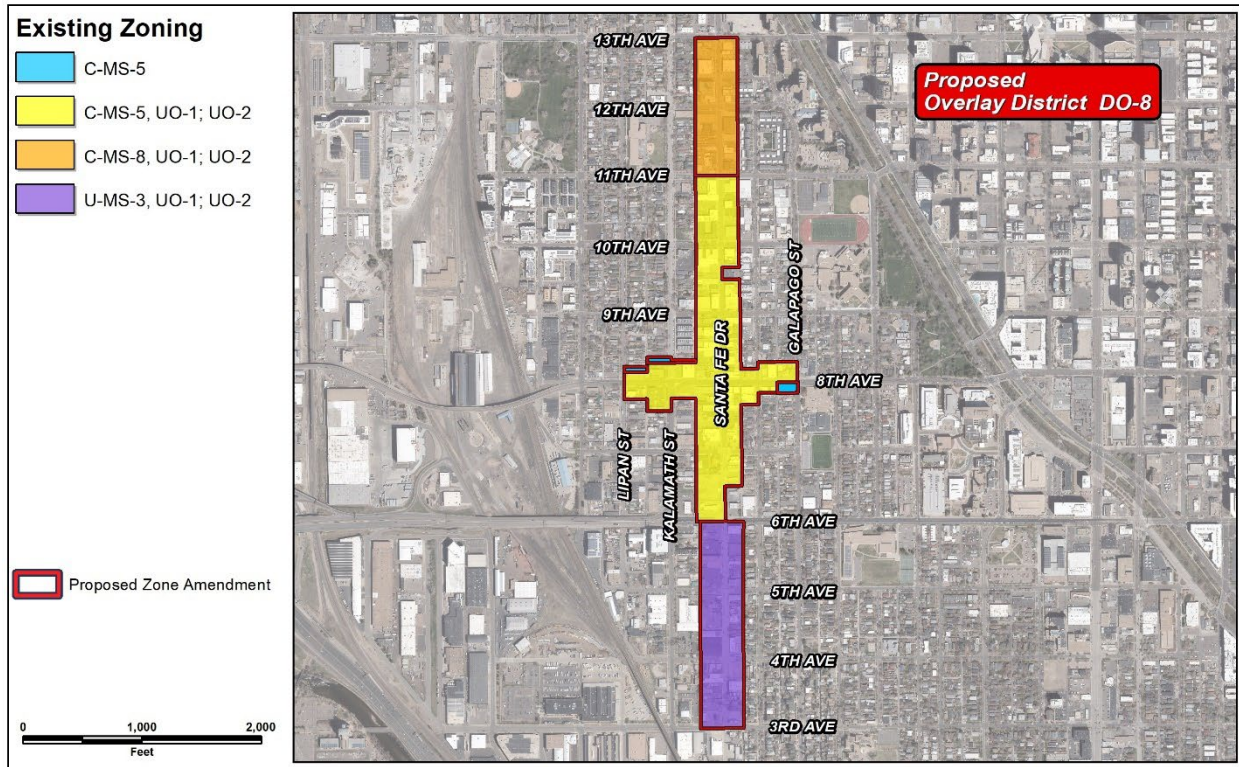 Existing Zoning
C-MS-5
C-MS-5, UO-1; UO-2
C-MS-8, UO-1; UO-2
U-MS-3, UO-1; UO-2
Proposed Zone Amendment
0 1,000 2,000
Feet
Proposed
Overlay District DO-8
13TH AVE
12TH AVE
11TH AVE
10TH AVE
9TH AVE
8TH AVE
6TH AVE
5TH AVE
4TH AVE
3RD AVE
LIPAN ST
KALAMATH ST
SANTA FE DR
GALAPAGO ST